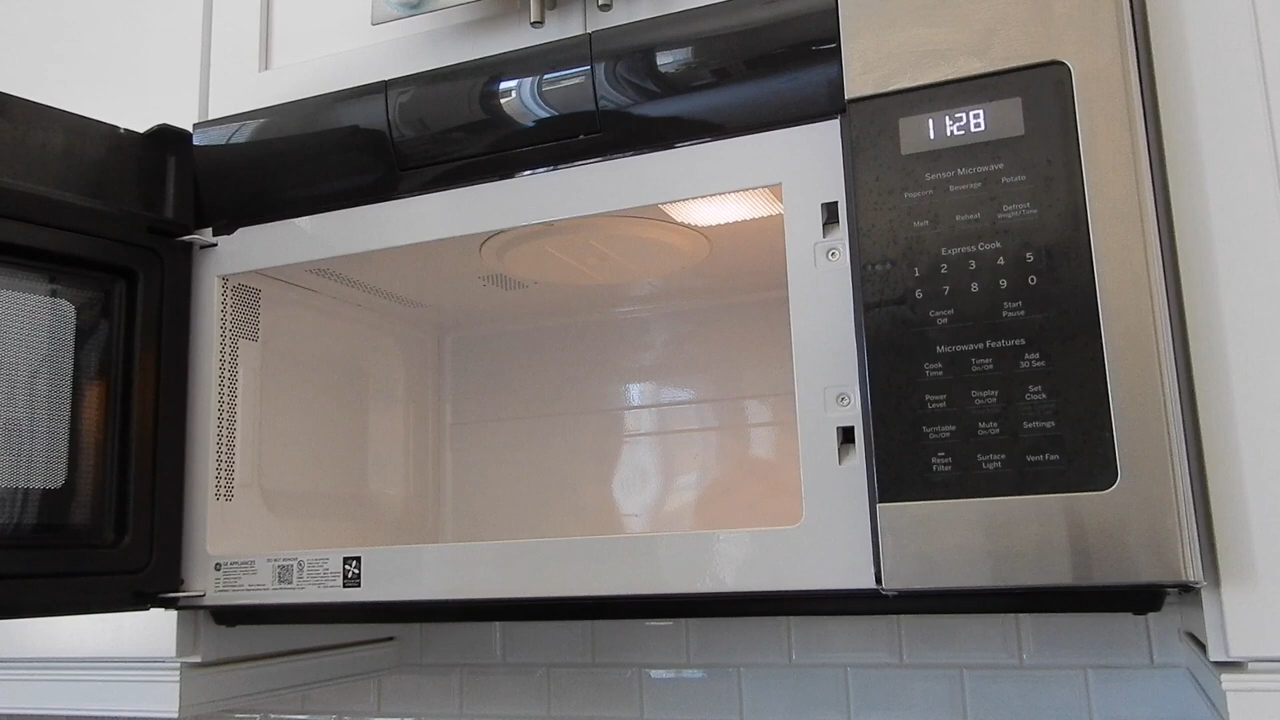 11:28
Sensor Microwave
Popcorn Beverage Potato
Melt Reheat Defrost
Weight/Time
Express Cook
1 2 3 4 5
6 7 8 9 0
Cancel Start
Off Pause
Microwave Features
Cook Timer Add
Time On/Off 30 Sec
Power Display Set
Level On/Off Clock
Turntable Mute Settings
On/Off On/Off
Reset Surface Vent Fan
Filter Light
GE APPLIANCES
DO NOT REMOVE